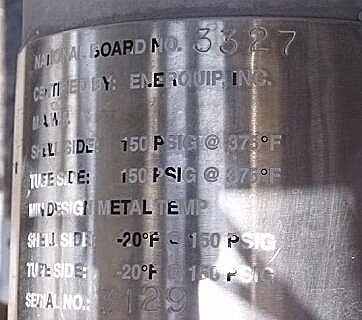 NATIONAL BOARD NO. 3327
CERTIFIED BY: ENERQUIP, INC.
M.A.W.P.
SHELL SIDE: 150 PSIG @ 375°F
TUBE SIDE: 150 PSIG @ 375°F
MIN DESIGN METAL TEMP
SHELL SIDE: -20°F @ 150 PSIG
TUBE SIDE: -20°F @ 150 PSIG
SERIAL NO.: